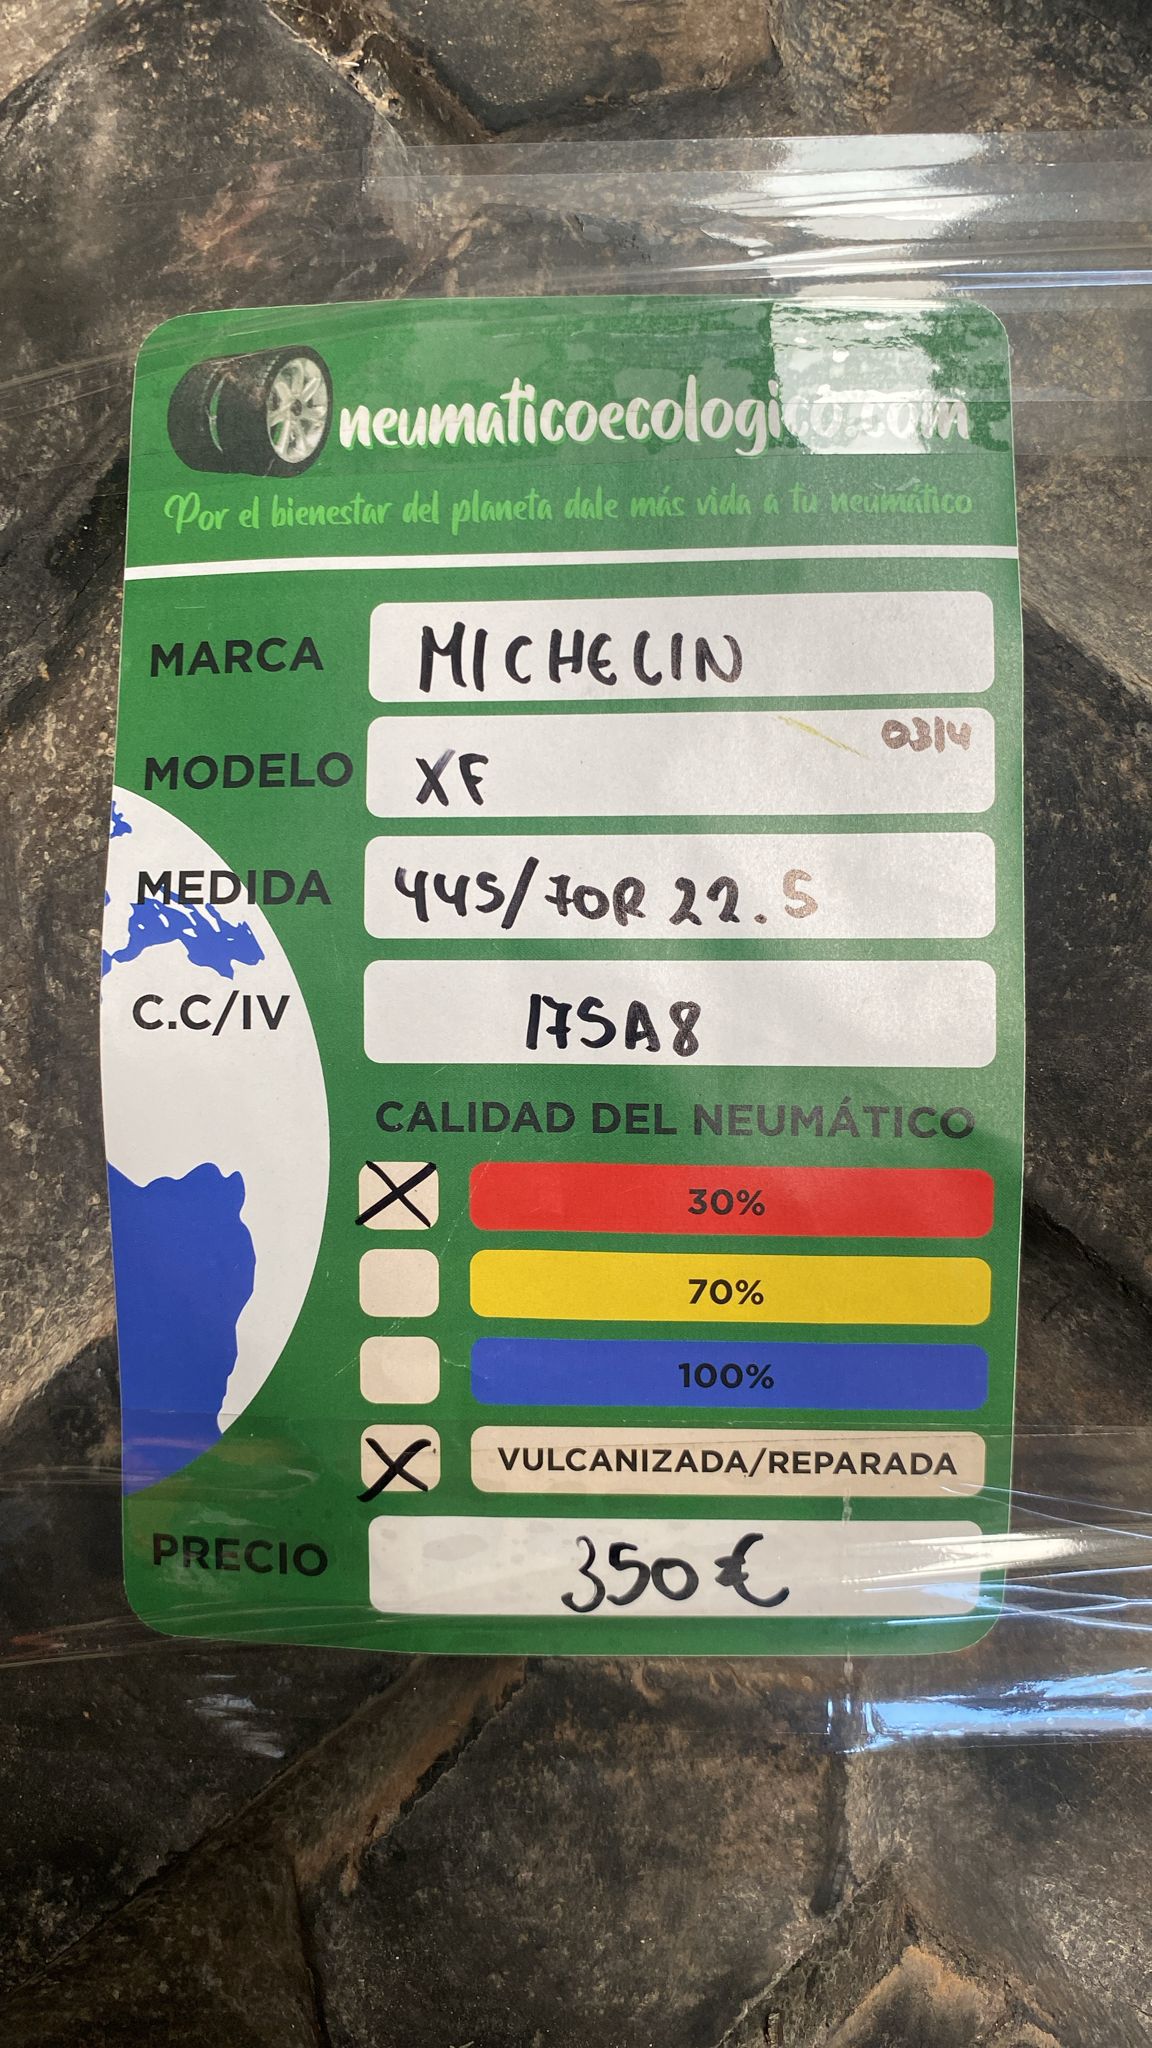 neumaticoecologico.com
Por el bienestar del planeta dale más vida a tu neumático
MARCA MICHELIN
0314
MODELO XF
MEDIDA 445/70R 22.5
C.C/IV 175A8
CALIDAD DEL NEUMÁTICO
X 30%
70%
100%
X VULCANIZADA/REPARADA
PRECIO 350€